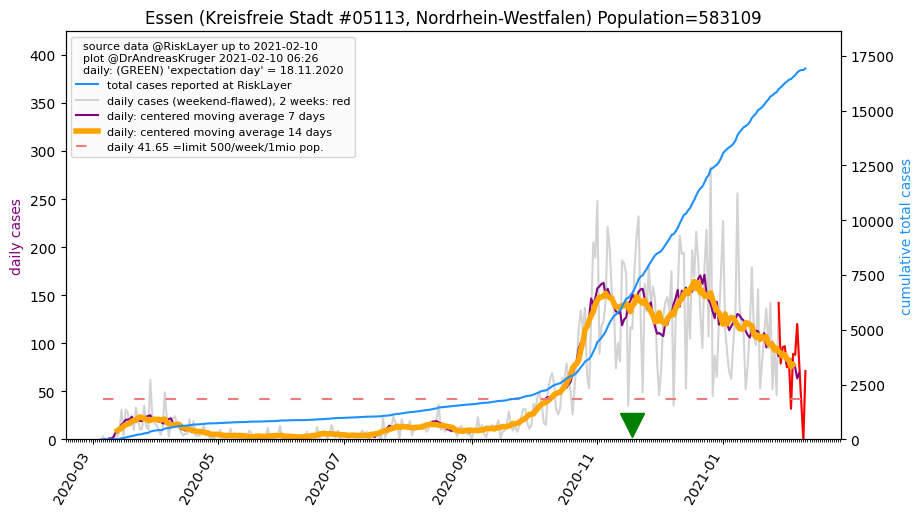 Essen (Kreisfreie Stadt #05113, Nordrhein-Westfalen) Population=583109
source data @RiskLayer up to 2021-02-10
plot @DrAndreasKruger 2021-02-10 06:26
daily: (GREEN) 'expectation day' = 18.11.2020
total cases reported at RiskLayer
daily cases (weekend-flawed), 2 weeks: red
daily: centered moving average 7 days
daily: centered moving average 14 days
daily 41.65 =limit 500/week/1mio pop.
daily cases
400
350
300
250
200
150
100
50
0
cumulative total cases
17500
15000
12500
10000
7500
5000
2500
0
2020-03
2020-05
2020-07
2020-09
2020-11
2021-01